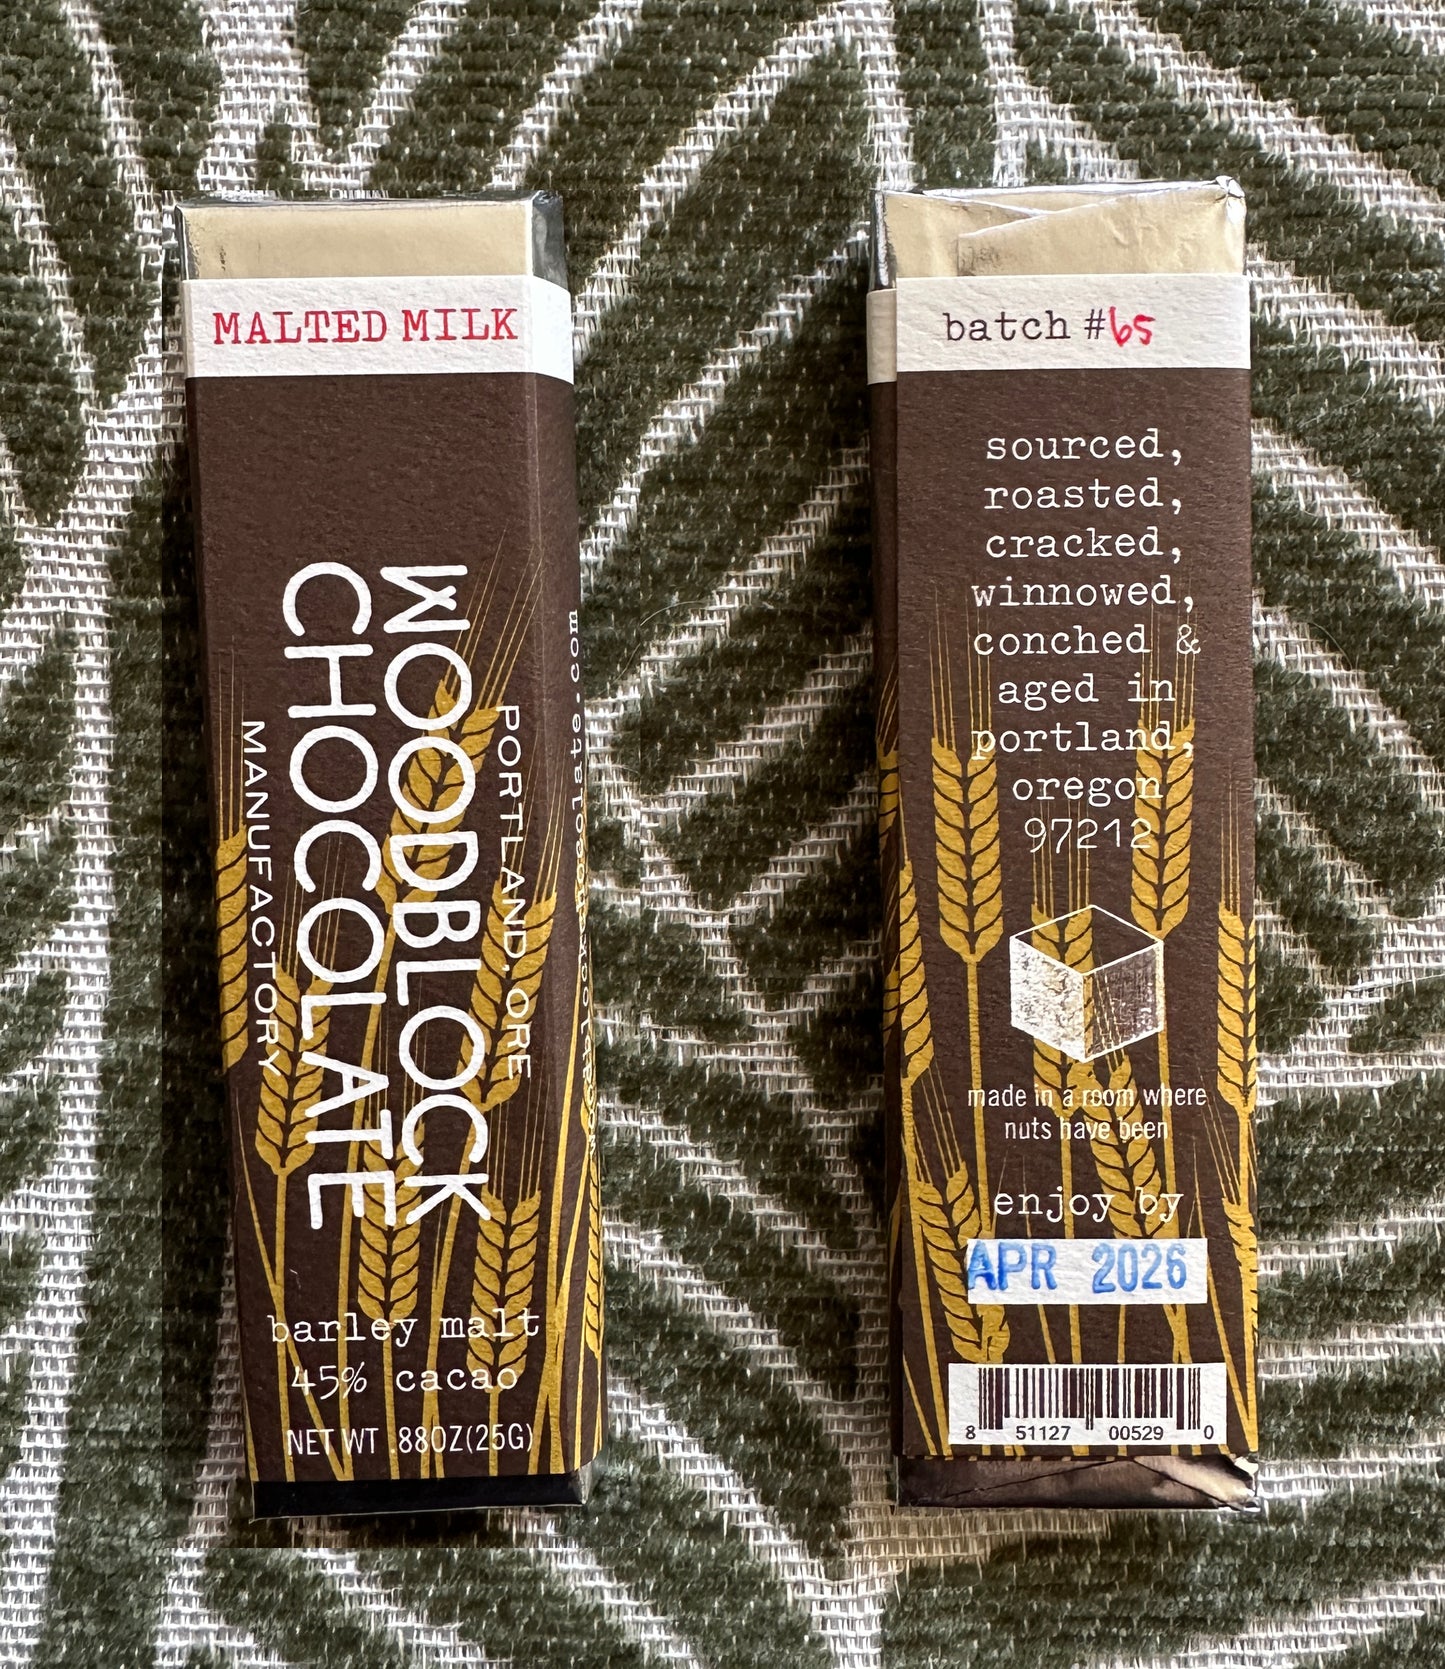 MALTED MILK
WOODBLOCK
CHOCOLATE
MANUFACTORY
PORTLAND, ORE
barley malt
45% cacao
NET WT .88OZ(25G)
batch #65
sourced,
roasted,
cracked,
winnowed,
conched &
aged in
portland,
oregon
97212
made in a room where
nuts have been
enjoy by
APR 2026
8 51127 00529 0